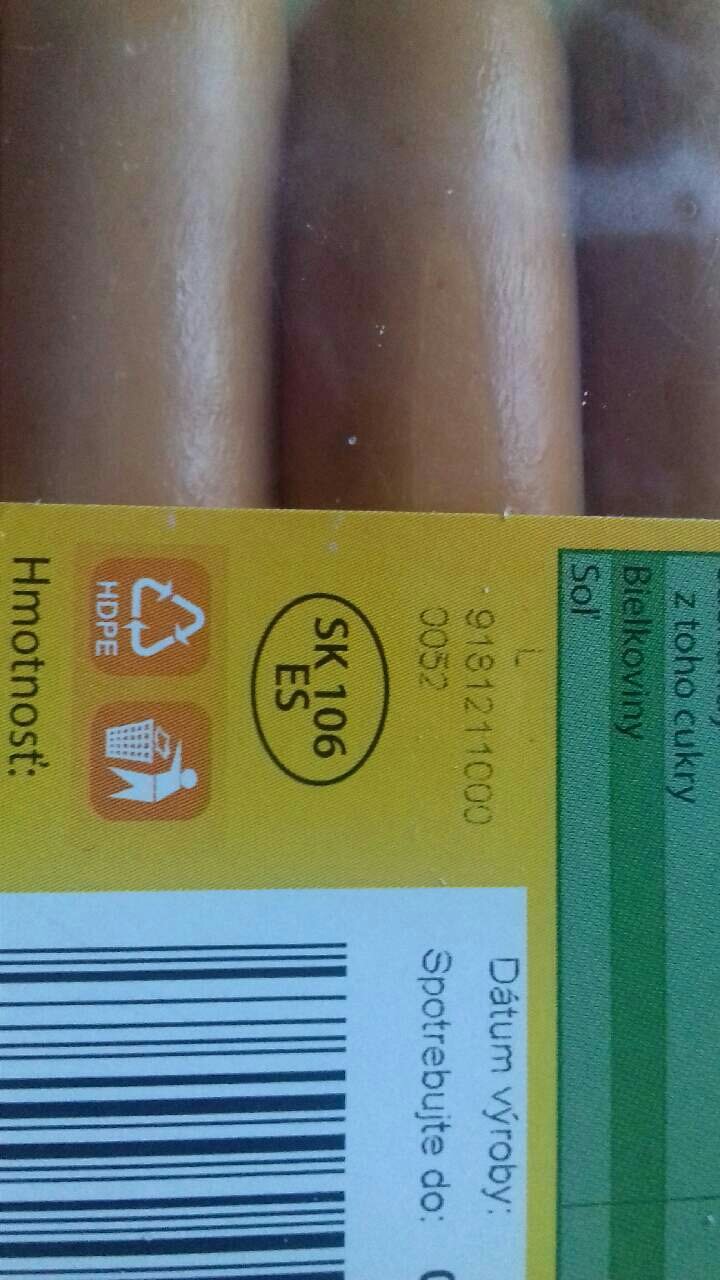 z toho cukry
Bielkoviny
Soľ
L
9181211000
0052
SK 106
ES
HDPE
Hmotnosť:
Dátum výroby:
Spotrebujte do: